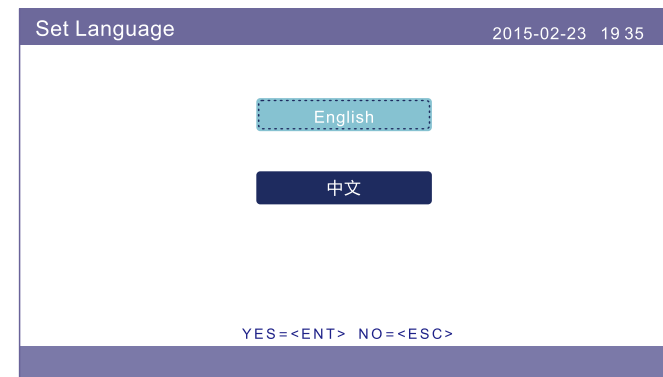 Set Language
2015-02-23 19 35
English
中文
YES=<ENT> NO=<ESC>